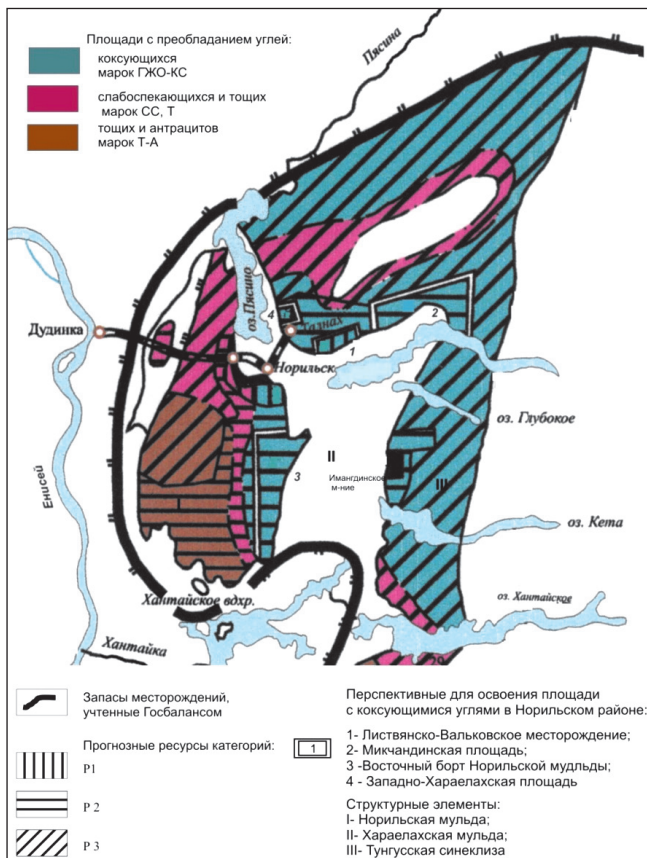 Площади с преобладанием углей:
коксующихся
марок ГЖО-КС
слабоспекающихся и тощих
марок СС, Т
тощих и антрацитов
марок Т-А
Пясина
оз.Пясино
4
Талнах
2
1
Дудинка
Норильск
оз. Глубокое
II
3
Имангдинское
м-ние
III
I
Енисей
оз. Кета
Хантайское вдхр.
оз. Хантайское
Хантайка
Запасы месторождений,
учтенные Госбалансом
Прогнозные ресурсы категорий:
Р1
Р 2
Р 3
Перспективные для освоения площади
с коксующимися углями в Норильском районе:
1
1- Листвянско-Вальковское месторождение;
2- Микчандинская площадь;
3 -Восточный борт Норильской мудльды;
4 - Западно-Хараелахская площадь
Структурные элементы:
I- Норильская мульда;
II- Хараелахская мульда;
III- Тунгусская синеклиза